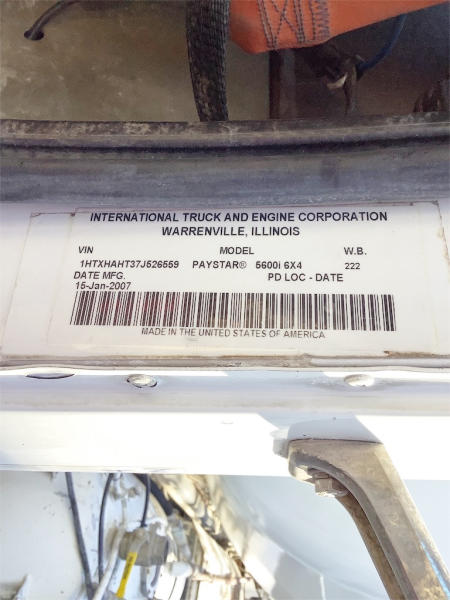 INTERNATIONAL TRUCK AND ENGINE CORPORATION
WARRENVILLE, ILLINOIS
VIN MODEL W.B.
1HTXHAHT37J526559 PAYSTAR® 5600i 6X4 222
DATE MFG. PD LOC - DATE
15-Jan-2007
MADE IN THE UNITED STATES OF AMERICA